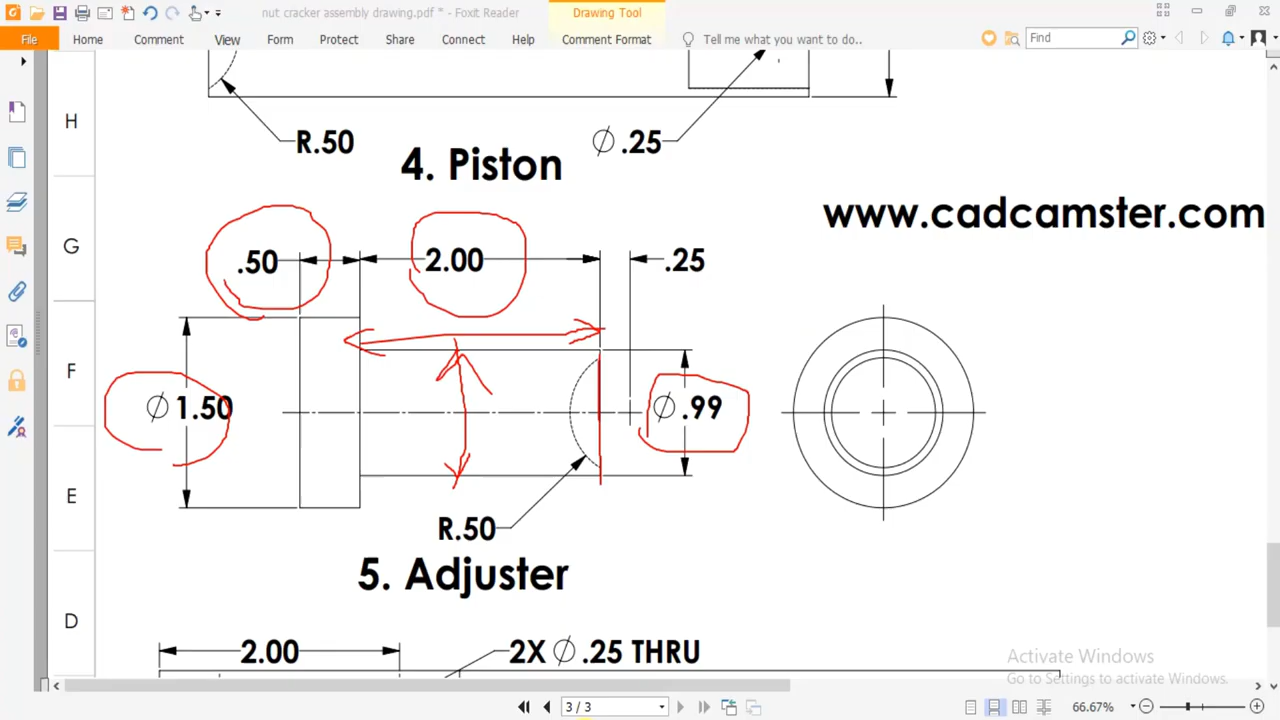 nut cracker assembly drawing.pdf * - Foxit Reader
Drawing Tool
File
Home
Comment
View
Form
Protect
Share
Connect
Help
Comment Format
Tell me what you want to do..
Find
H
R.50
Ø .25
4. Piston
www.cadcamster.com
G
.50
2.00
.25
F
Ø 1.50
Ø .99
E
R.50
5. Adjuster
D
2.00
2X Ø .25 THRU
Activate Windows
Go to Settings to activate Windows.
3 / 3
66.67%